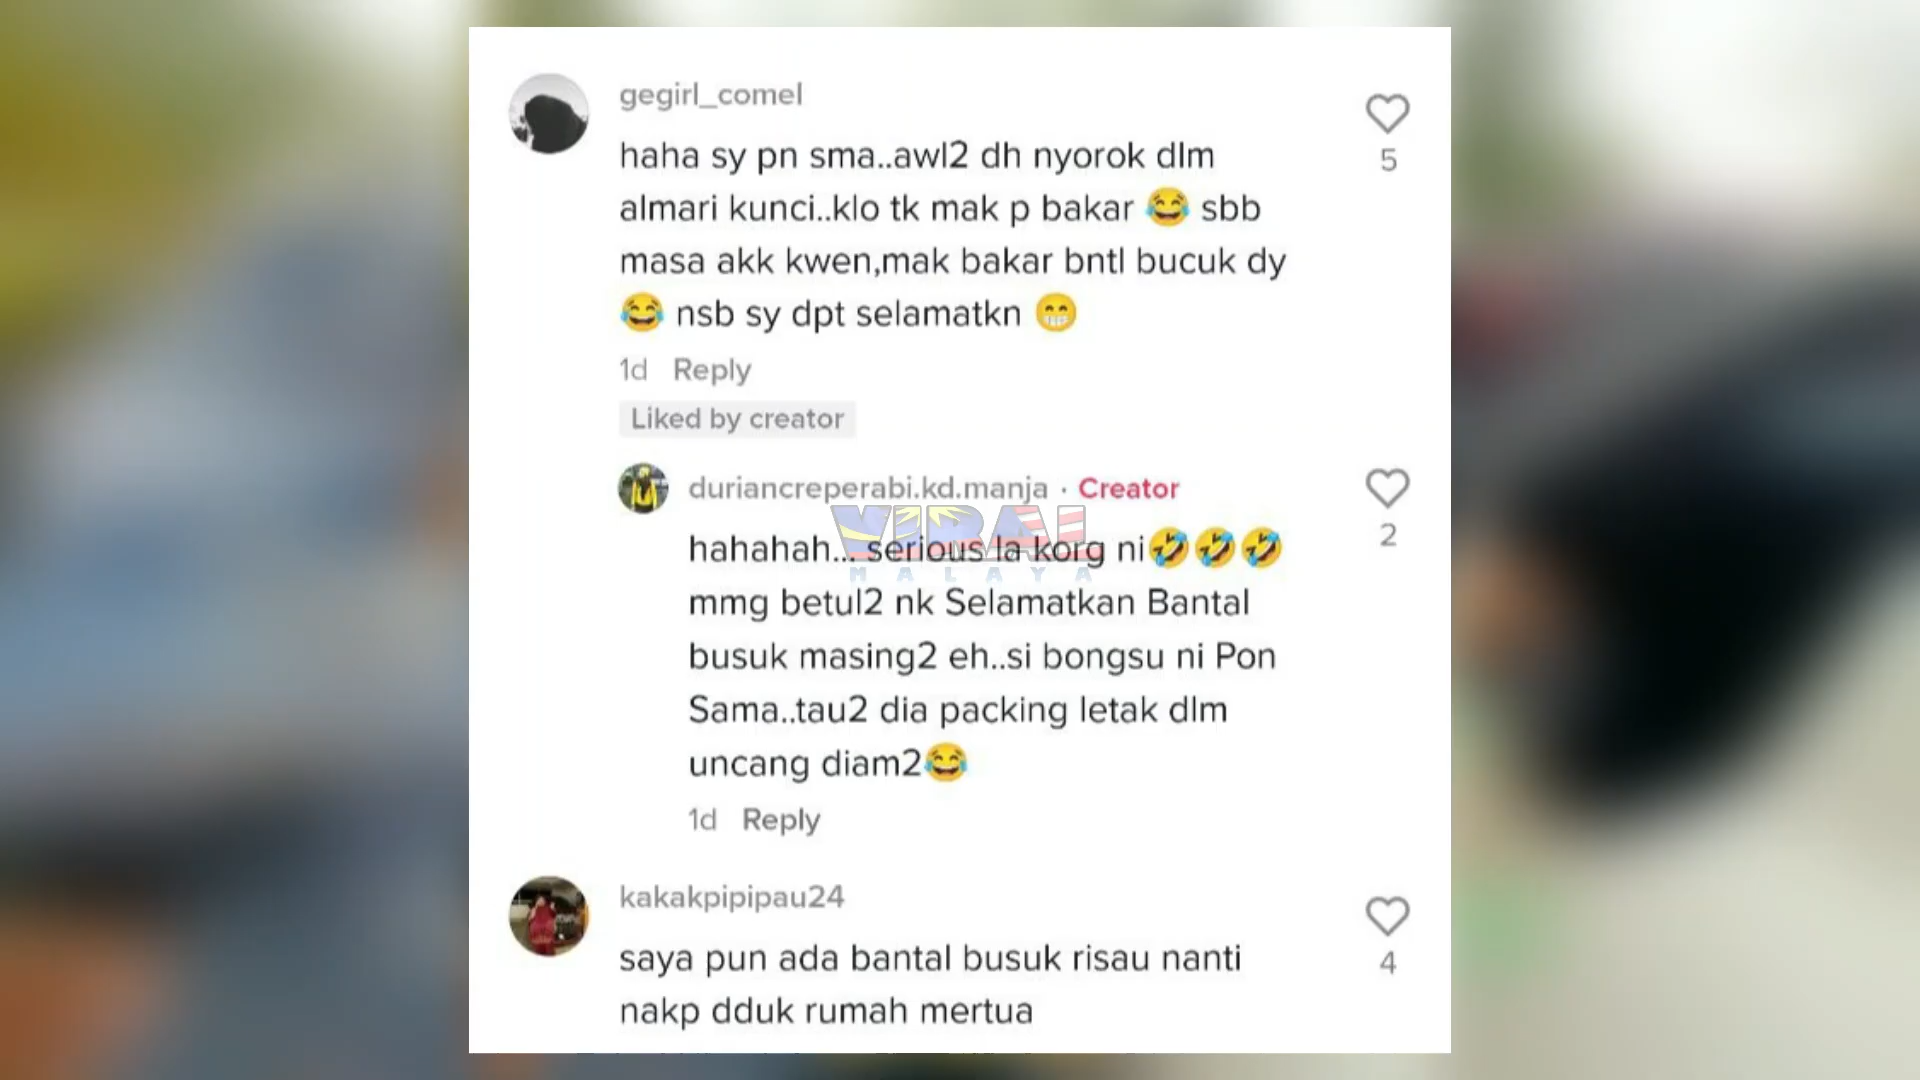 gegirl_comel
haha sy pn sma..awl2 dh nyorok dlm
almari kunci..klo tk mak p bakar 😂 sbb
masa akk kwen,mak bakar bntl bucuk dy
😂 nsb sy dpt selamatkn 😁
5
1d Reply
Liked by creator
duriancreperabi.kd.manja · Creator
VIRAL
MALAYA
hahahah... serious la korg ni🤣🤣🤣
mmg betul2 nk Selamatkan Bantal
busuk masing2 eh..si bongsu ni Pon
Sama..tau2 dia packing letak dlm
uncang diam2😂
2
1d Reply
kakakpipipau24
saya pun ada bantal busuk risau nanti
nakp dduk rumah mertua
4